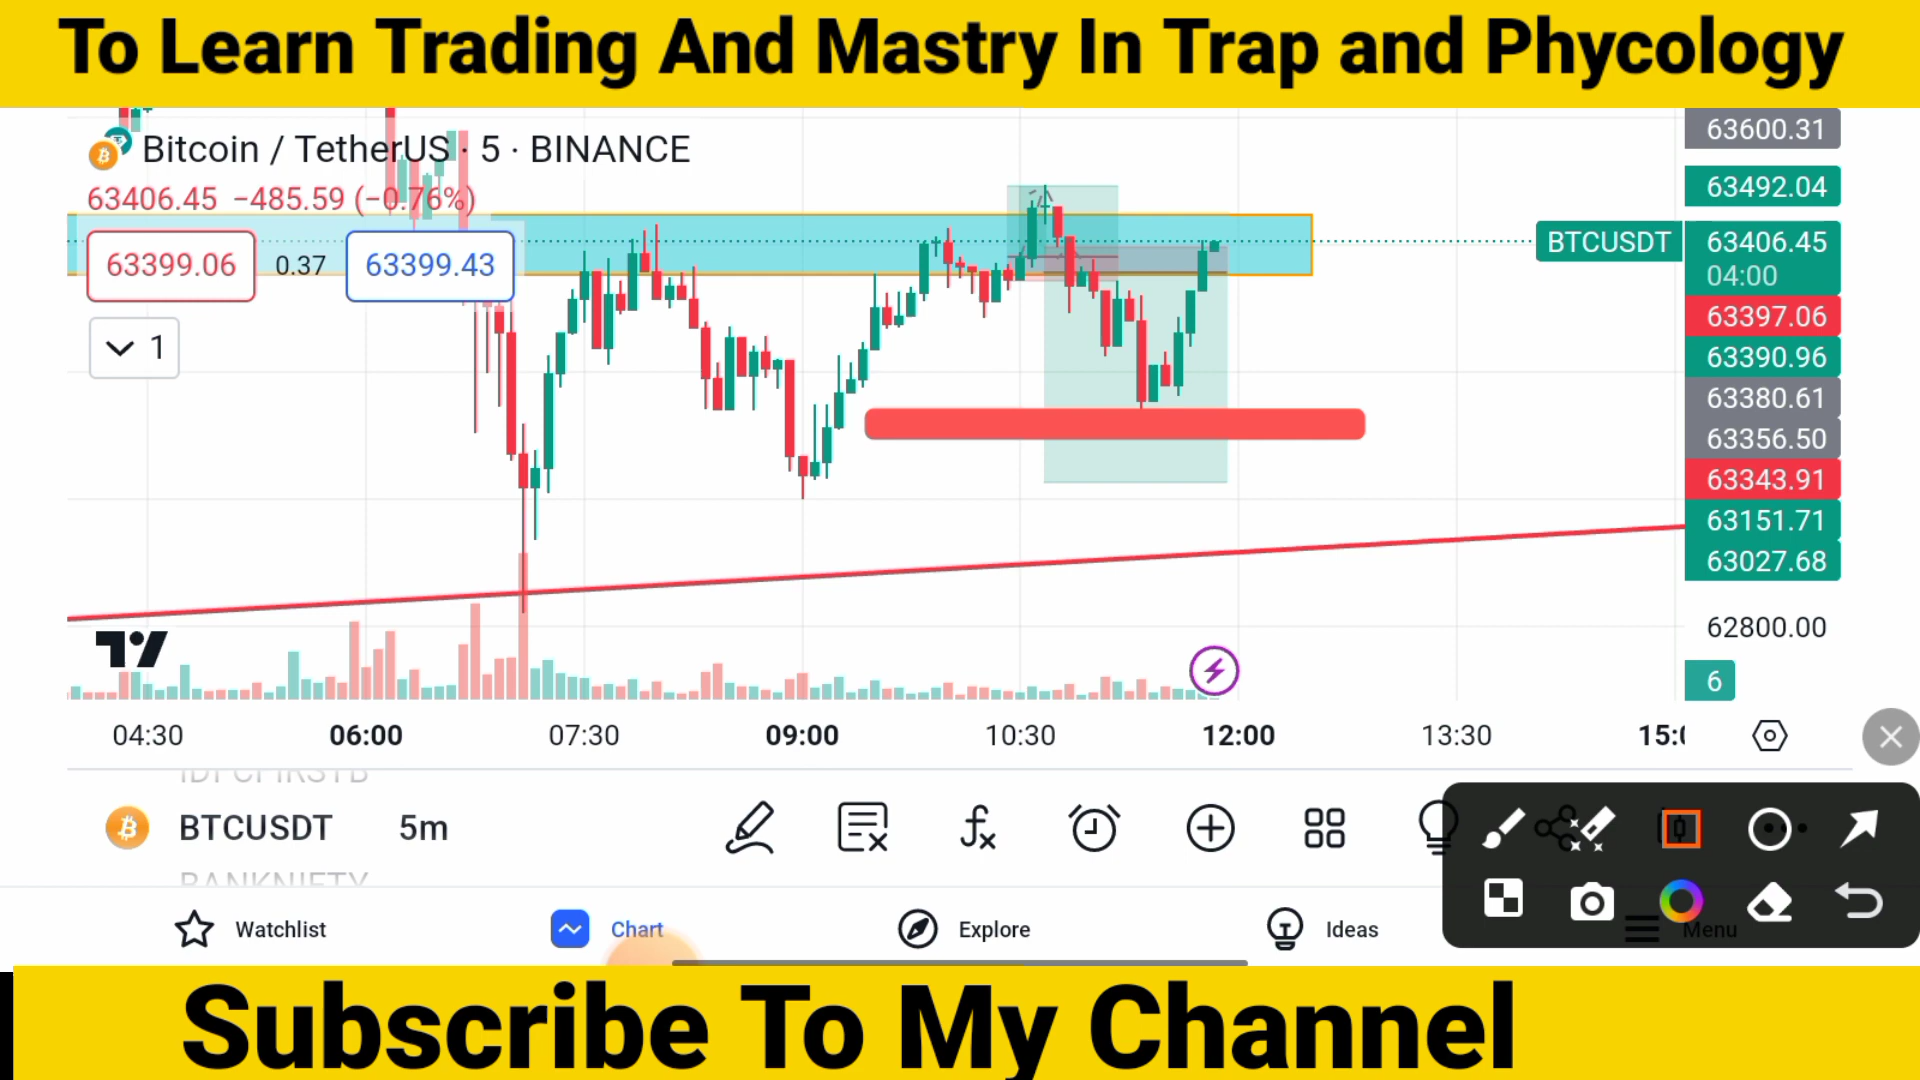 To Learn Trading And Mastry In Trap and Phycology
Bitcoin / TetherUS · 5 · BINANCE
63406.45 −485.59 (−0.76%)
63399.06 0.37 63399.43
1
63600.31
63492.04
BTCUSDT 63406.45
04:00
63397.06
63390.96
63380.61
63356.50
63343.91
63151.71
63027.68
62800.00
6
04:30 06:00 07:30 09:00 10:30 12:00 13:30
BTCUSDT 5m
BANKNIFTY
Watchlist Chart Explore Ideas Menu
Subscribe To My Channel